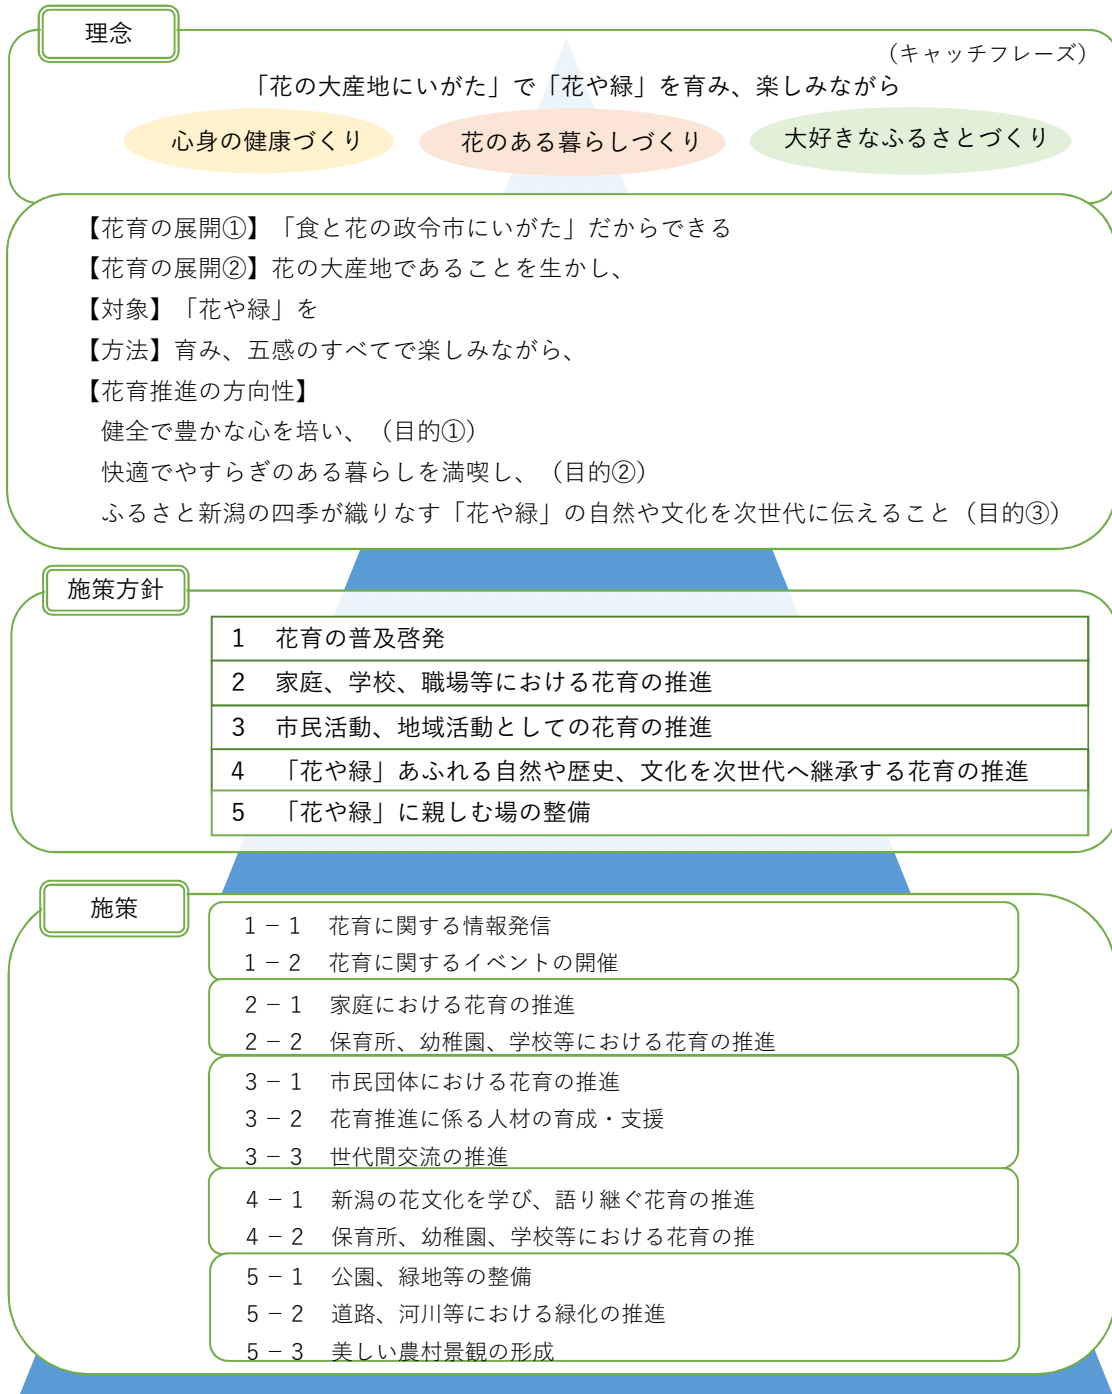 理念
（キャッチフレーズ）
「花の大産地にいがた」で「花や緑」を育み、楽しみながら
心身の健康づくり
花のある暮らしづくり
大好きなふるさとづくり
【花育の展開①】「食と花の政令市にいがた」だからできる
【花育の展開②】花の大産地であることを生かし、
【対象】「花や緑」を
【方法】育み、五感のすべてで楽しみながら、
【花育推進の方向性】
健全で豊かな心を培い、（目的①）
快適でやすらぎのある暮らしを満喫し、（目的②）
ふるさと新潟の四季が織りなす「花や緑」の自然や文化を次世代に伝えること（目的③）
施策方針
1 花育の普及啓発
2 家庭、学校、職場等における花育の推進
3 市民活動、地域活動としての花育の推進
4 「花や緑」あふれる自然や歴史、文化を次世代へ継承する花育の推進
5 「花や緑」に親しむ場の整備
施策
1－1 花育に関する情報発信
1－2 花育に関するイベントの開催
2－1 家庭における花育の推進
2－2 保育所、幼稚園、学校等における花育の推進
3－1 市民団体における花育の推進
3－2 花育推進に係る人材の育成・支援
3－3 世代間交流の推進
4－1 新潟の花文化を学び、語り継ぐ花育の推進
4－2 保育所、幼稚園、学校等における花育の推
5－1 公園、緑地等の整備
5－2 道路、河川等における緑化の推進
5－3 美しい農村景観の形成